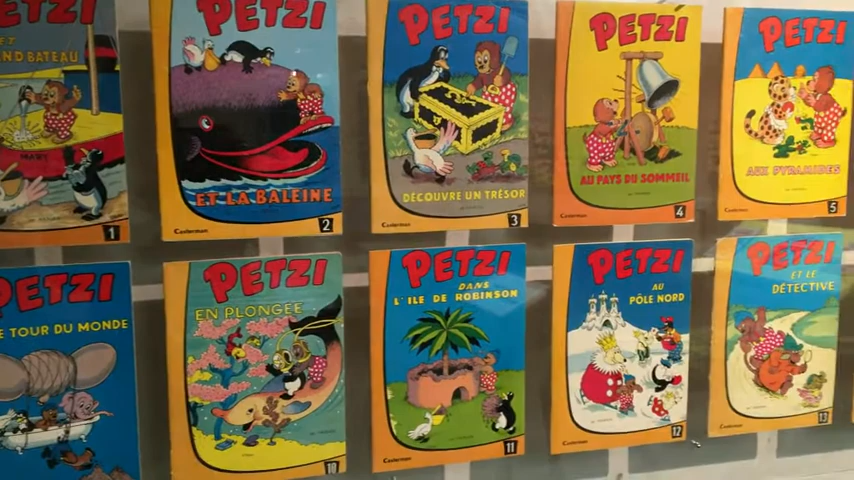 ET
ND BATEAU
MARY
1
PETZI
ET LA BALEINE
Casterman
2
PETZI
DÉCOUVRE UN TRÉSOR
Casterman
3
PETZI
AU PAYS DU SOMMEIL
Casterman
4
PETZI
AUX PYRAMIDES
Casterman
5
PETZI
E TOUR DU MONDE
PETZI
EN PLONGÉE
10
PETZI
DANS
L'ILE DE ROBINSON
Casterman
11
PETZI
AU
PÔLE NORD
Casterman
12
PETZI
ET LE
DÉTECTIVE
Casterman
13